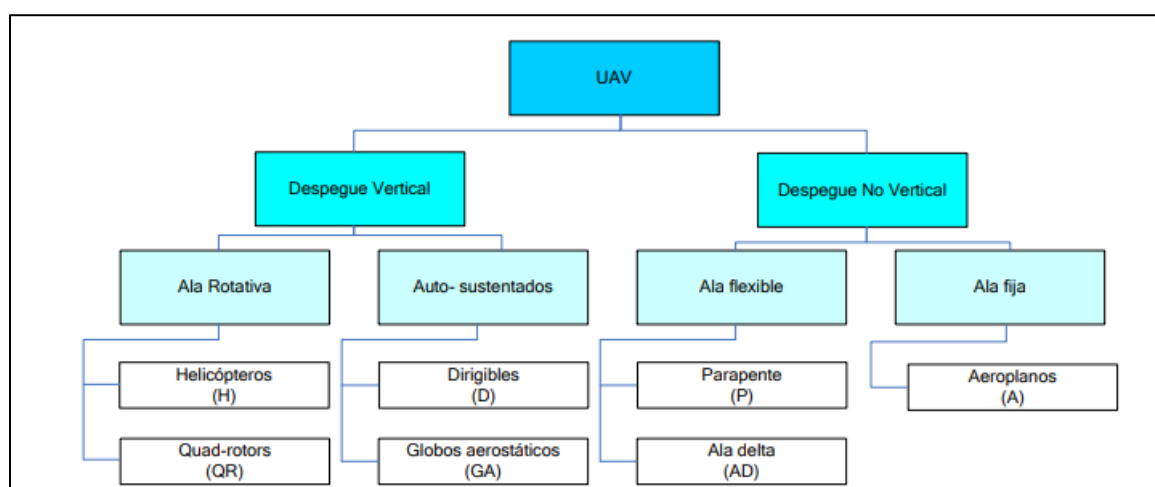 UAV
Despegue Vertical
Despegue No Vertical
Ala Rotativa
Auto- sustentados
Ala flexible
Ala fija
Helicópteros
(H)
Dirigibles
(D)
Parapente
(P)
Aeroplanos
(A)
Quad-rotors
(QR)
Globos aerostáticos
(GA)
Ala delta
(AD)